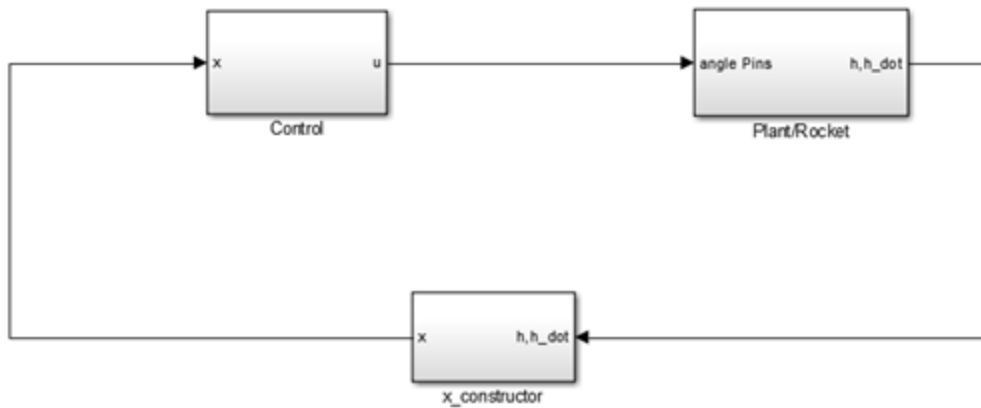 x
u
Control
angle Pins
h,h_dot
Plant/Rocket
x
h,h_dot
x_constructor